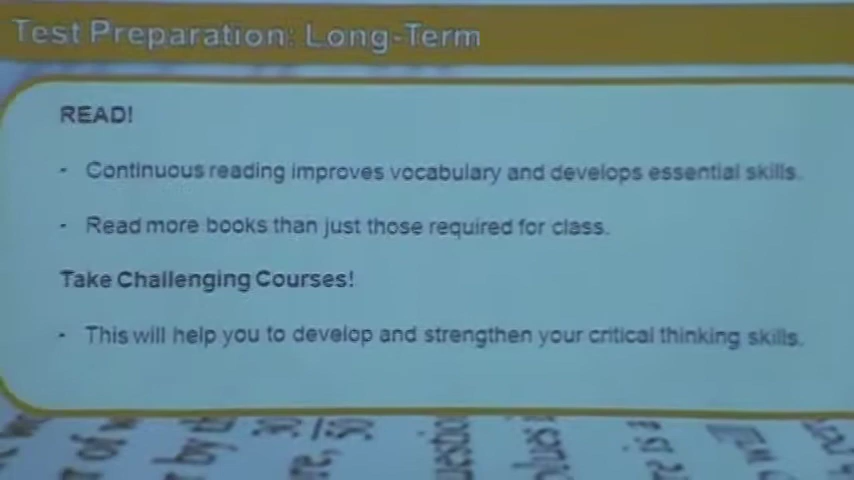 Test Preparation: Long-Term
READ!
- Continuous reading improves vocabulary and develops essential skills.
- Read more books than just those required for class.
Take Challenging Courses!
- This will help you to develop and strengthen your critical thinking skills.